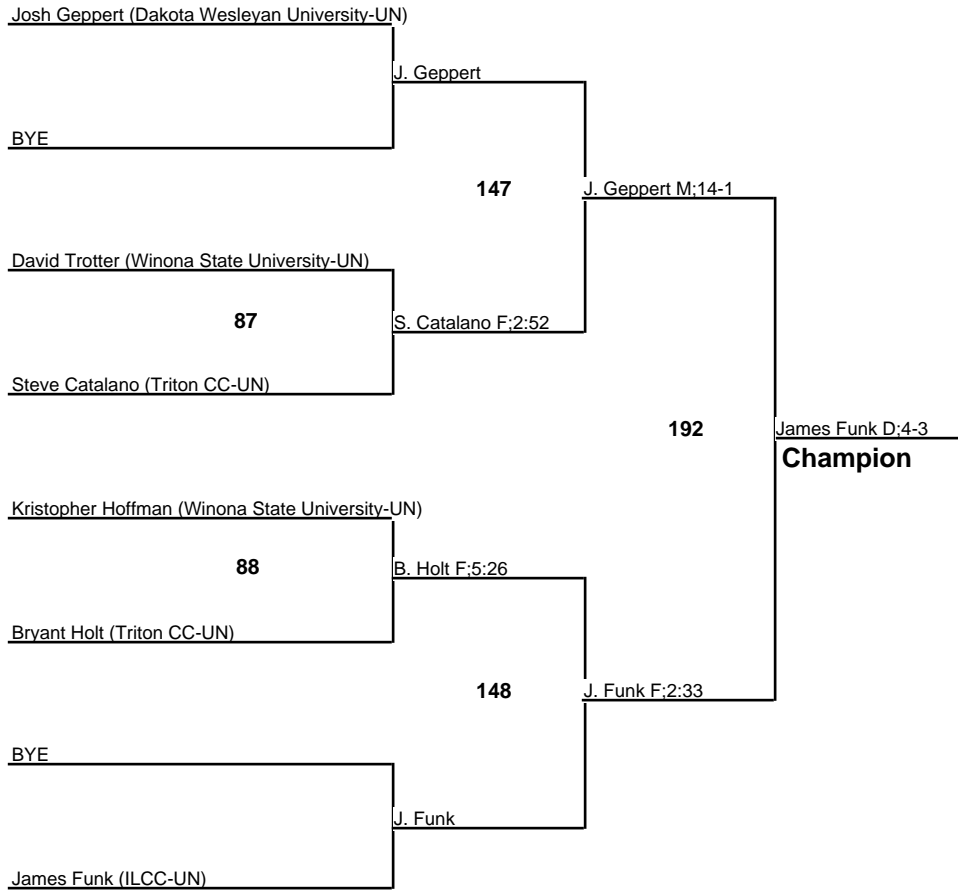 Josh Geppert (Dakota Wesleyan University-UN)
J. Geppert
BYE
147
J. Geppert M;14-1
David Trotter (Winona State University-UN)
87
S. Catalano F;2:52
Steve Catalano (Triton CC-UN)
192
James Funk D;4-3
Champion
Kristopher Hoffman (Winona State University-UN)
88
B. Holt F;5:26
Bryant Holt (Triton CC-UN)
148
J. Funk F;2:33
BYE
J. Funk
James Funk (ILCC-UN)